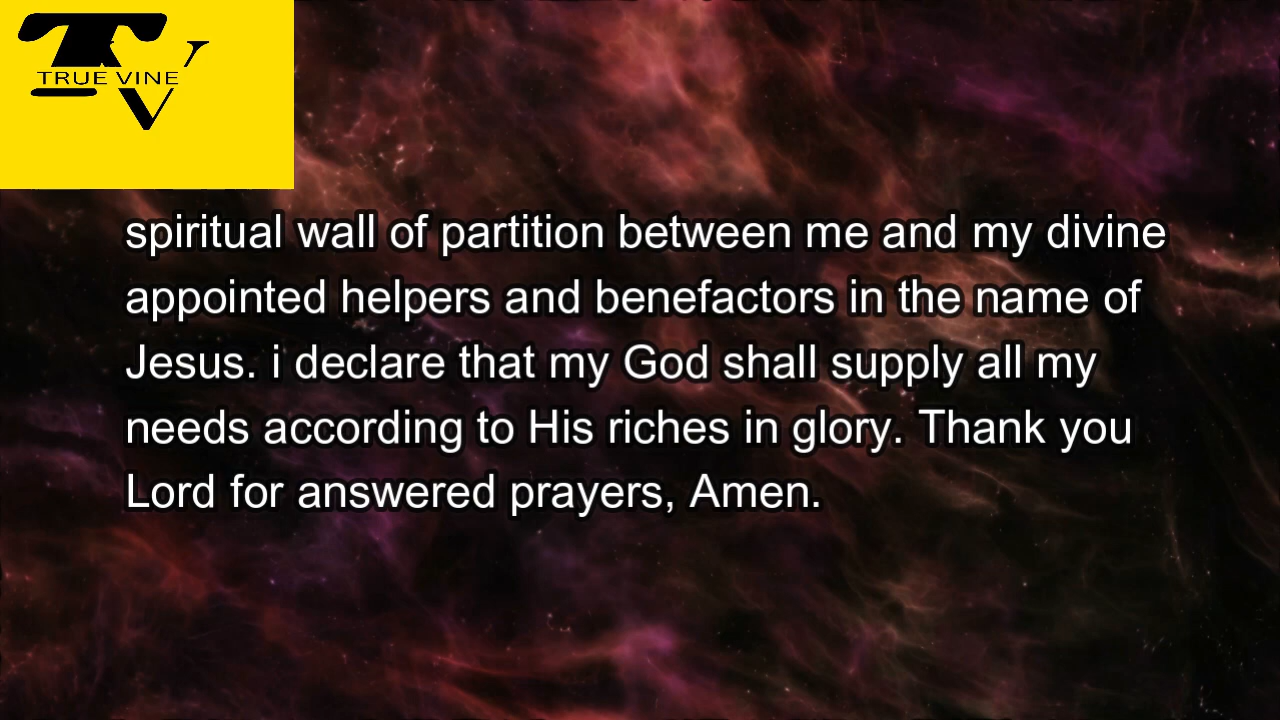 TV
TRUE VINE
spiritual wall of partition between me and my divine
appointed helpers and benefactors in the name of
Jesus. i declare that my God shall supply all my
needs according to His riches in glory. Thank you
Lord for answered prayers, Amen.